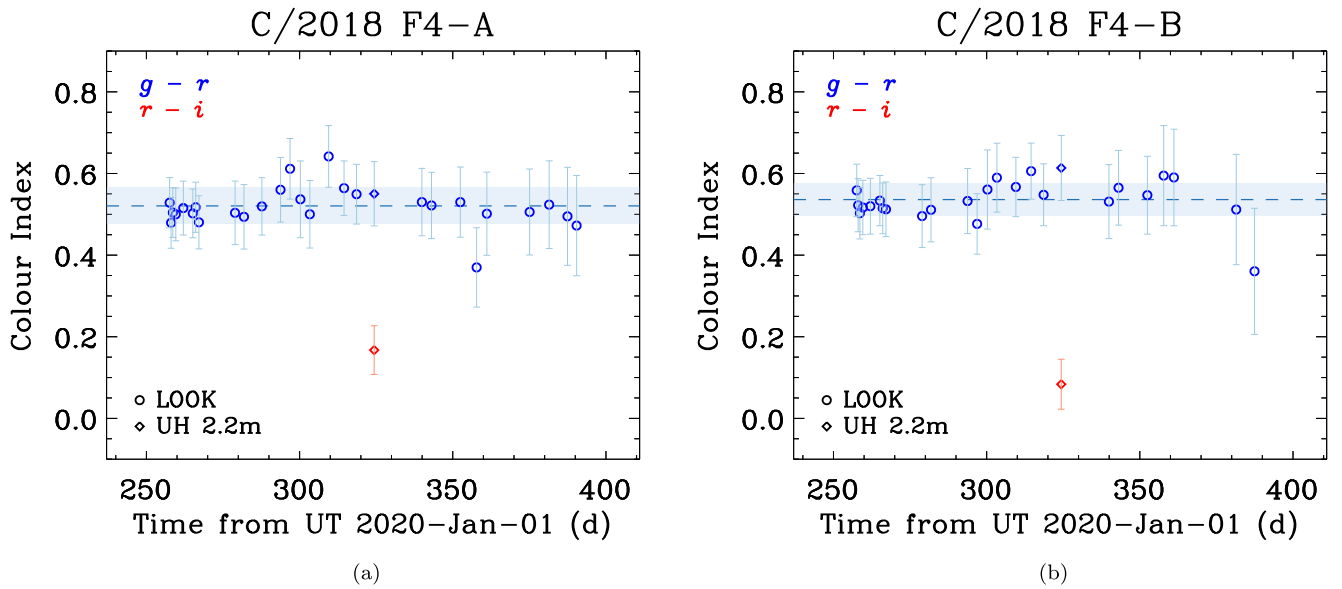 C/2018 F4-A
g - r
r - i
0.8
0.6
0.4
0.2
0.0
Colour Index
LOOK
UH 2.2m
250 300 350 400
Time from UT 2020-Jan-01 (d)
(a)
C/2018 F4-B
g - r
r - i
0.8
0.6
0.4
0.2
0.0
Colour Index
LOOK
UH 2.2m
250 300 350 400
Time from UT 2020-Jan-01 (d)
(b)